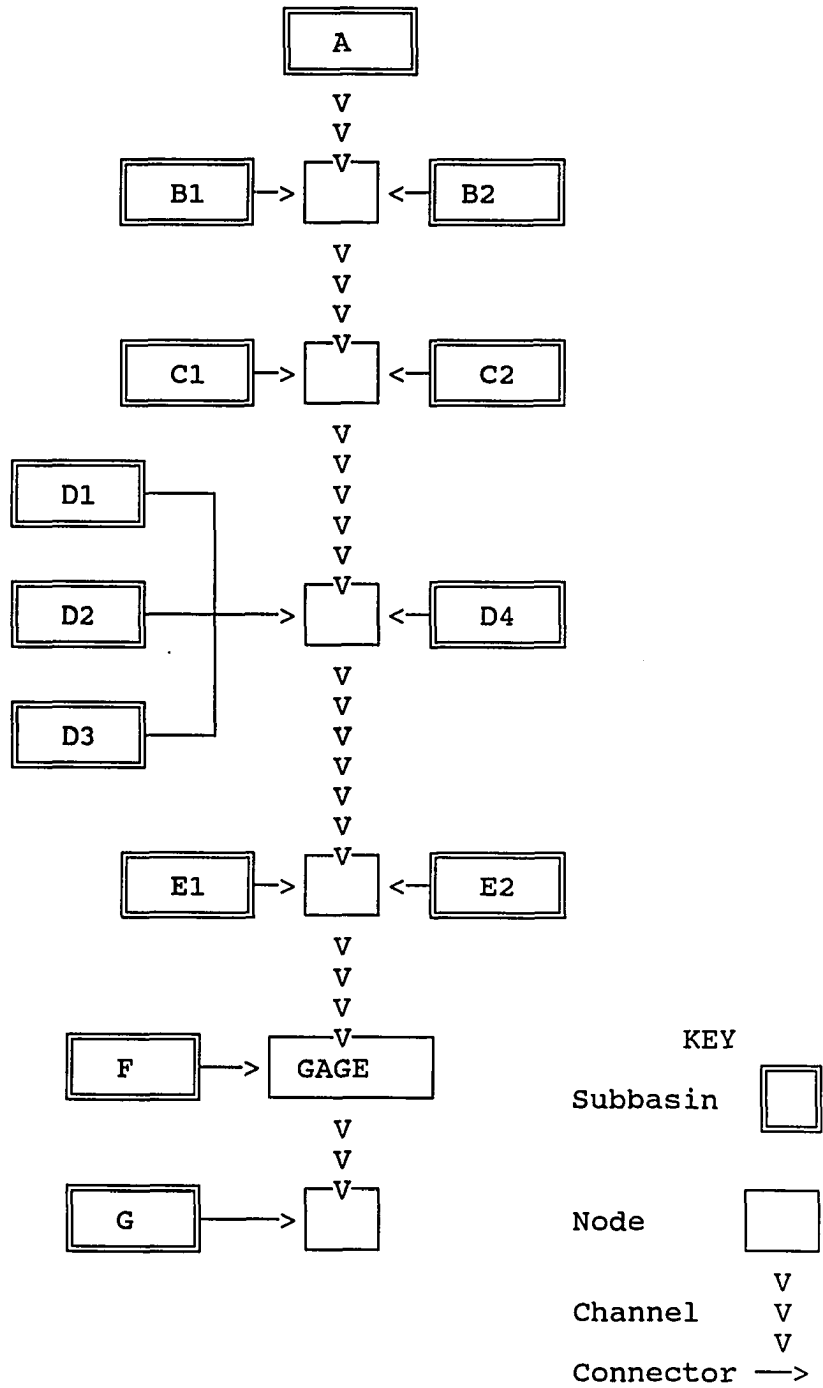 A
V
V
V
B1 —> <— B2
V
V
V
V
C1 —> <— C2
V
V
V
V
V
V
D1
D2 —> <— D4
D3
V
V
V
V
V
V
V
E1 —> <— E2
V
V
V
V
F —> GAGE
V
V
V
G —>
KEY
Subbasin
Node
Channel
V
V
V
Connector —>